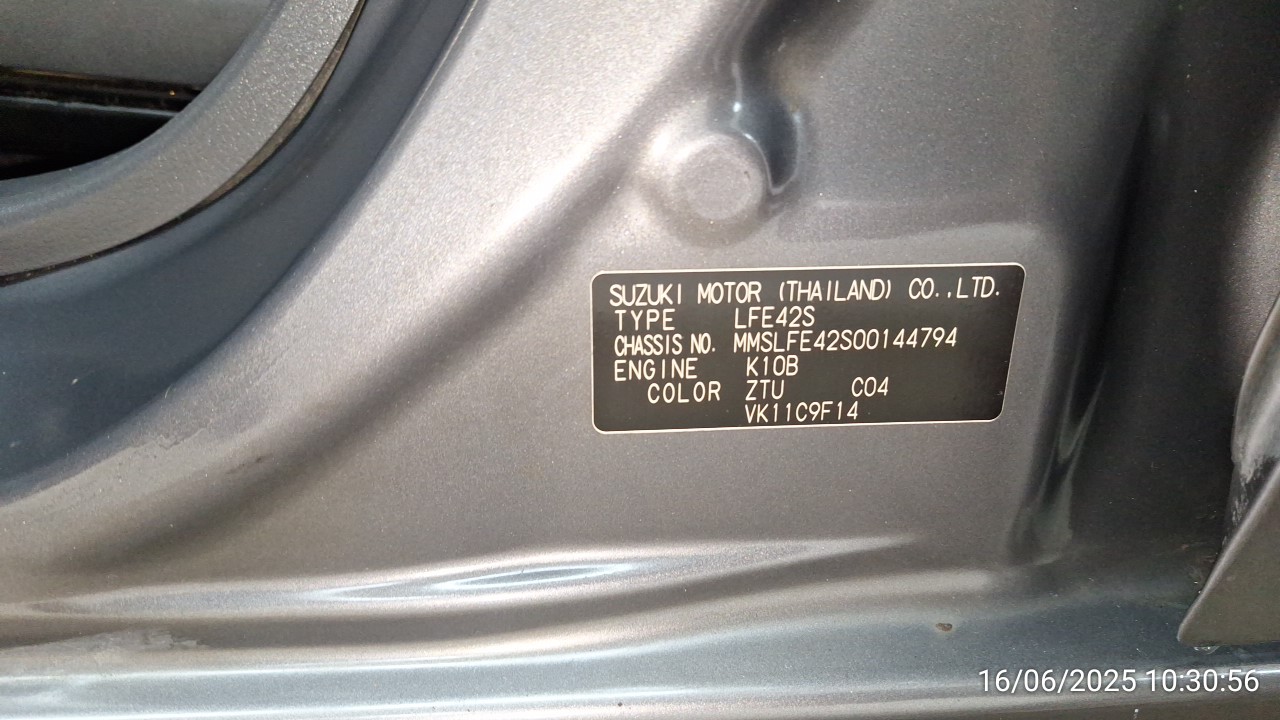 SUZUKI MOTOR (THAILAND) CO.,LTD.
TYPE LFE42S
CHASSIS NO. MMSLFE42S00144794
ENGINE K10B
COLOR ZTU C04
VK11C9F14
16/06/2025 10:30:56